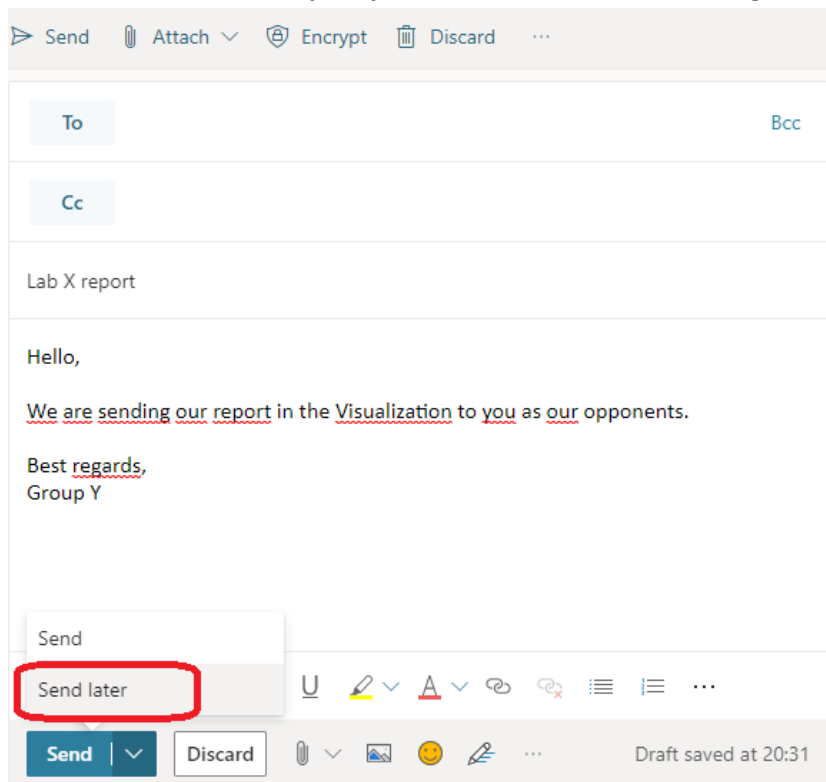 Send Attach Encrypt Discard ...
To Bcc
Cc
Lab X report
Hello,
We are sending our report in the Visualization to you as our opponents.
Best regards,
Group Y
Send
Send later
U A ...
Send Discard ... Draft saved at 20:31